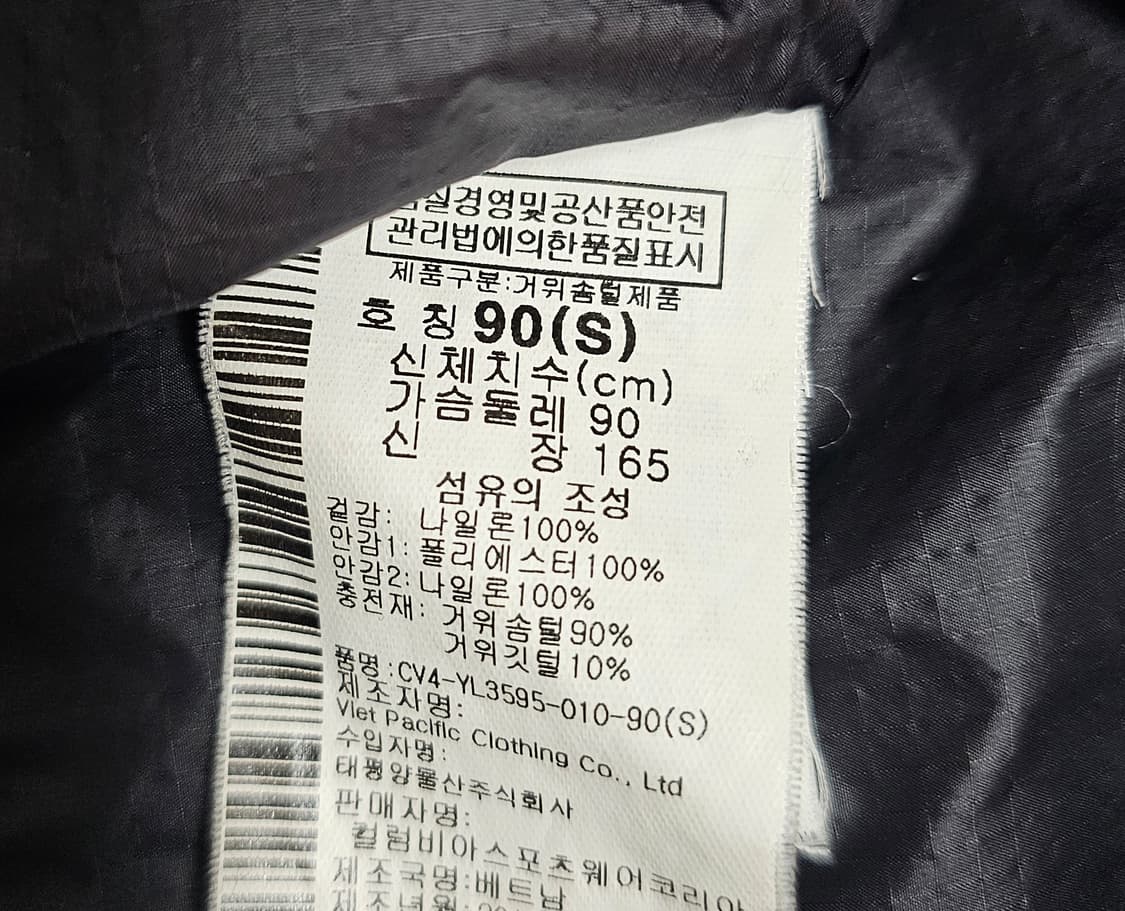 질경영및공산품안전
관리법에의한품질표시
제품구분:거위솜털제품
호 칭 90(S)
신체치수(cm)
가슴둘레 90
신 장 165
섬유의 조성
겉감: 나일론100%
안감1: 폴리에스터100%
안감2: 나일론100%
충전재: 거위솜털90%
거위깃털10%
품명:CV4-YL3595-010-90(S)
제조자명:
Viet Pacific Clothing Co., Ltd
수입자명:
태평양물산주식회사
판매자명:
컬럼비아스포츠웨어코리아
제조국명:베트남
제조년월: